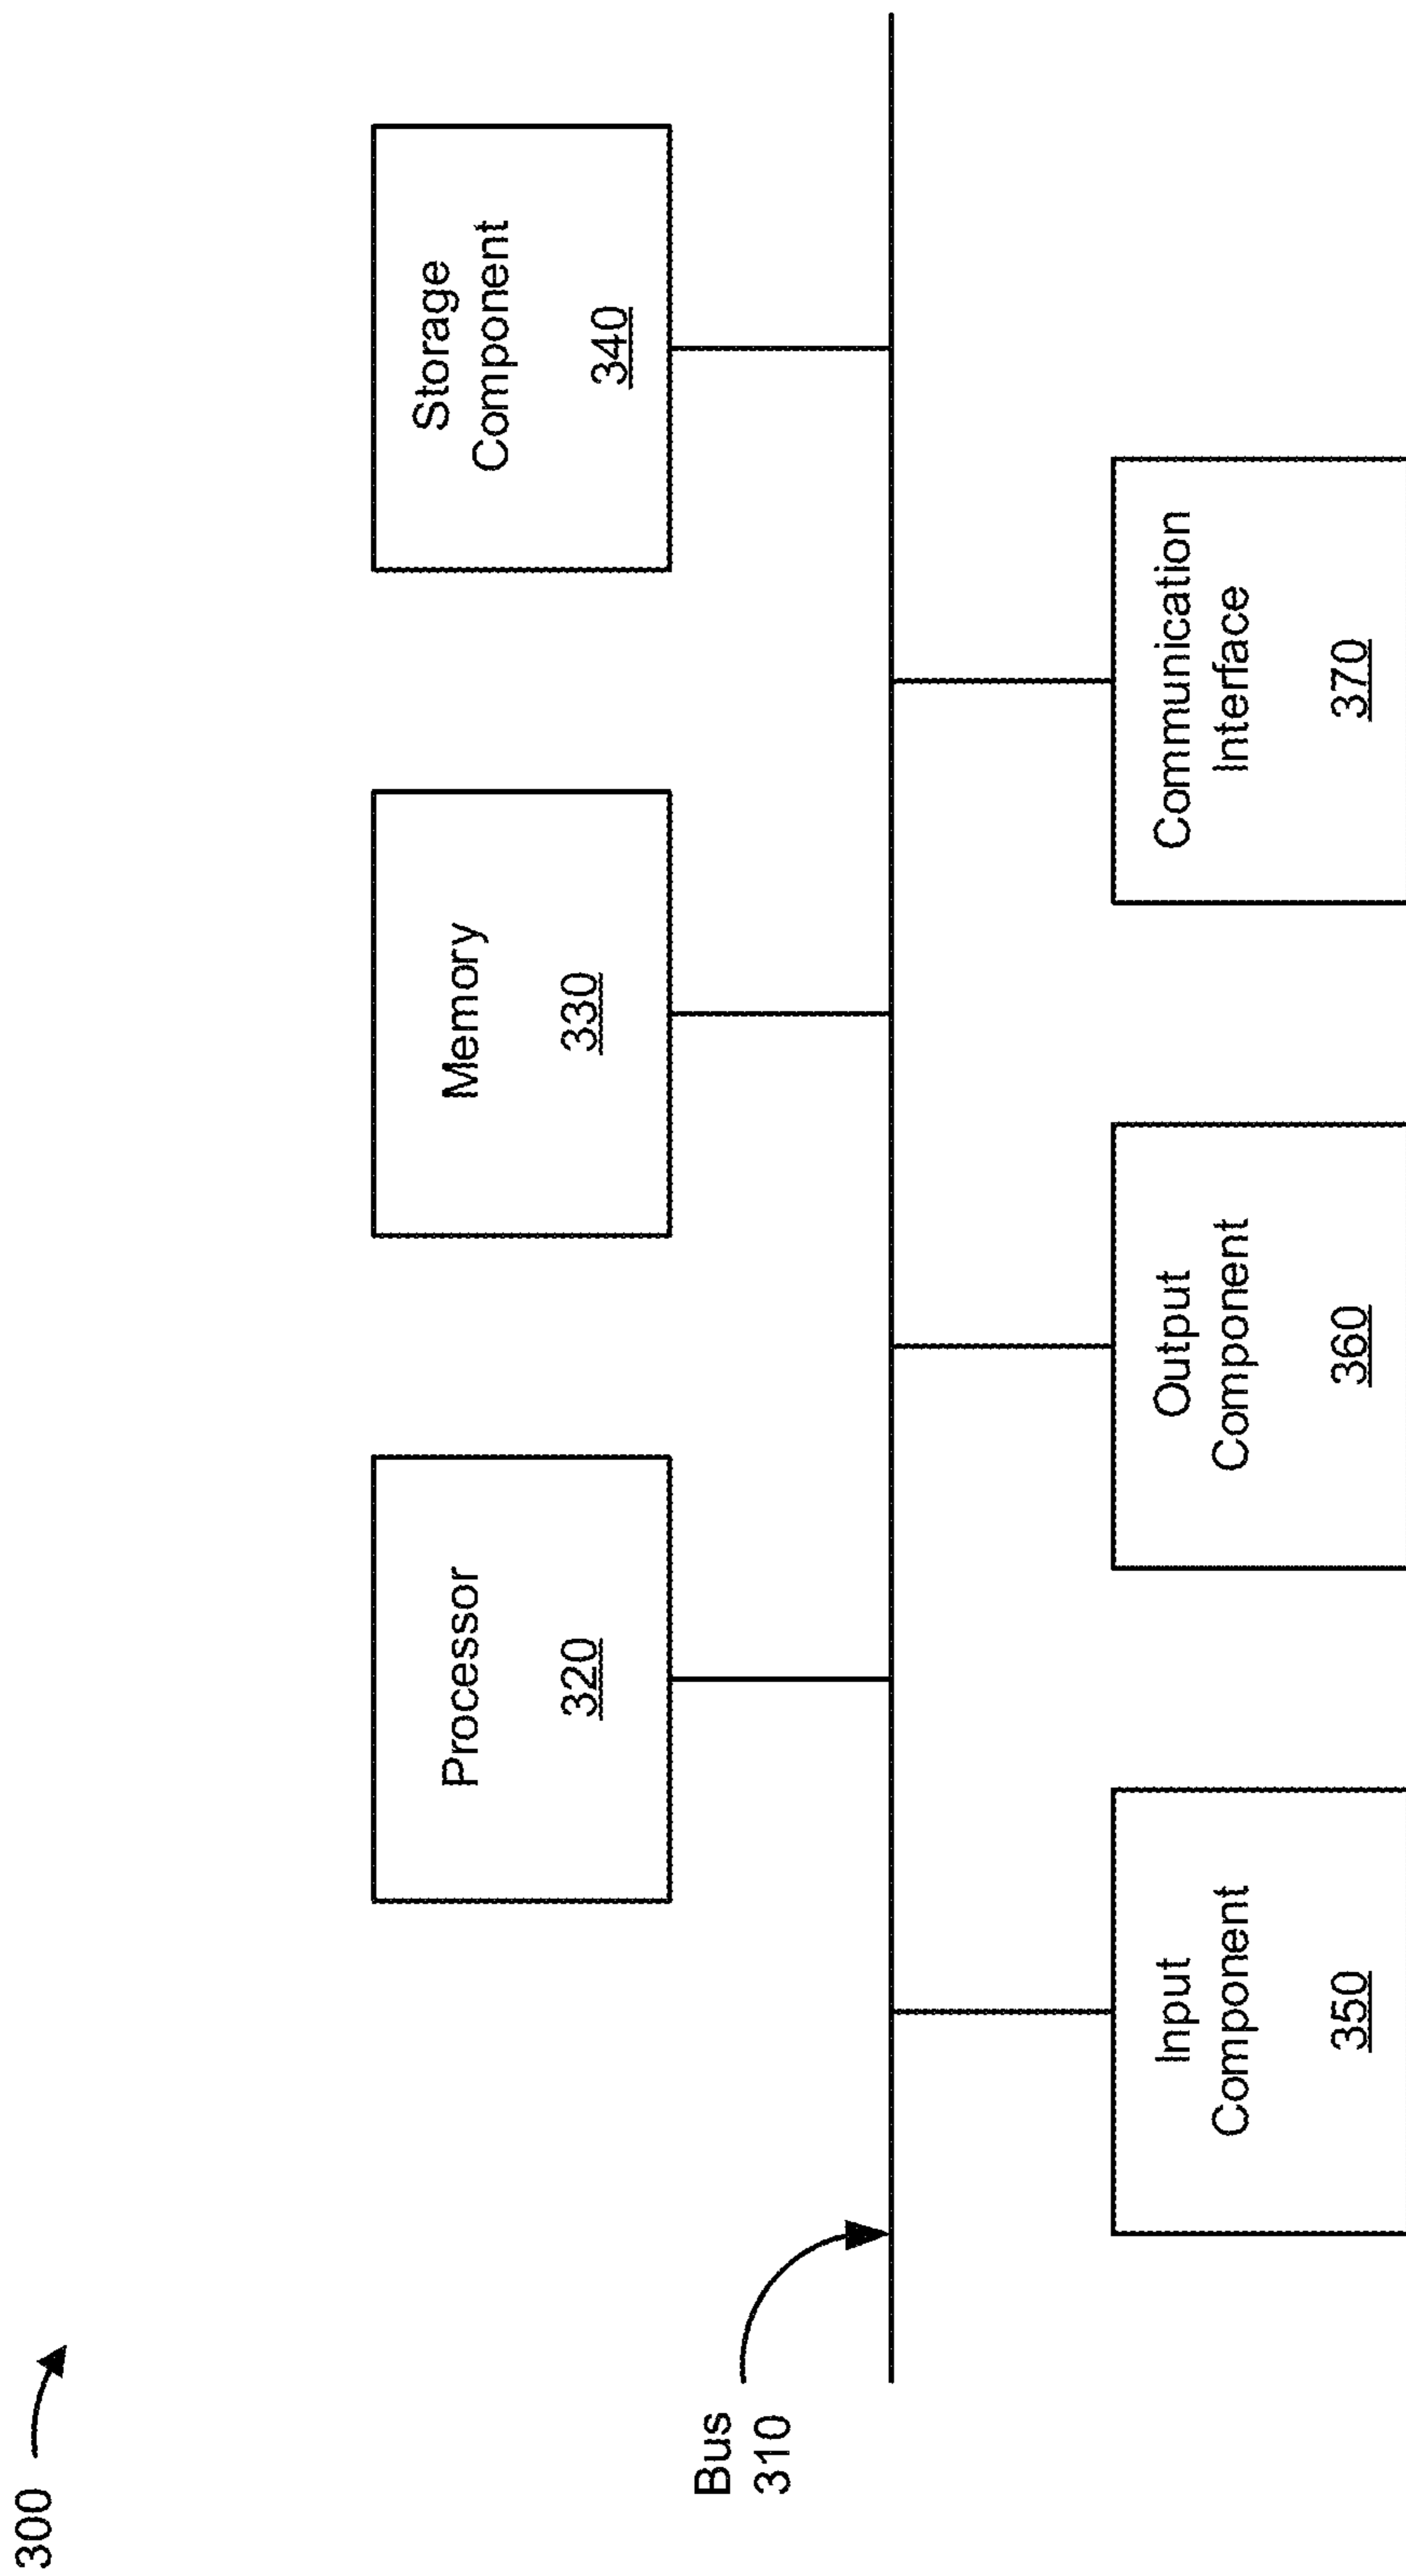 300
Bus
310
Processor
320
Memory
330
Storage
Component
340
Input
Component
350
Output
Component
360
Communication
Interface
370